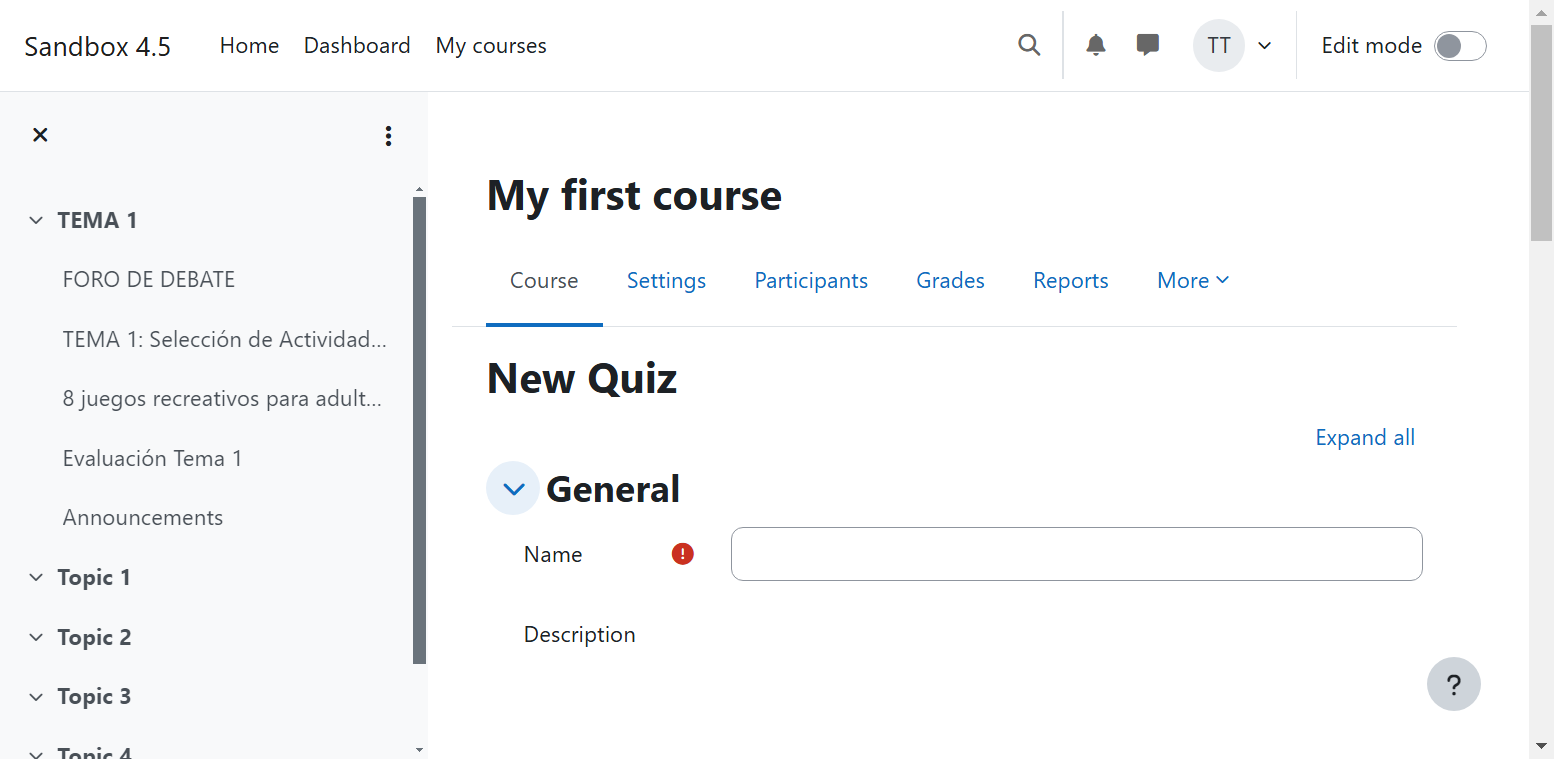 Sandbox 4.5 Home Dashboard My courses TT Edit mode
TEMA 1
FORO DE DEBATE
TEMA 1: Selección de Actividad...
8 juegos recreativos para adult...
Evaluación Tema 1
Announcements
Topic 1
Topic 2
Topic 3
Topic 4
My first course
Course Settings Participants Grades Reports More
New Quiz
Expand all
General
Name
Description
?